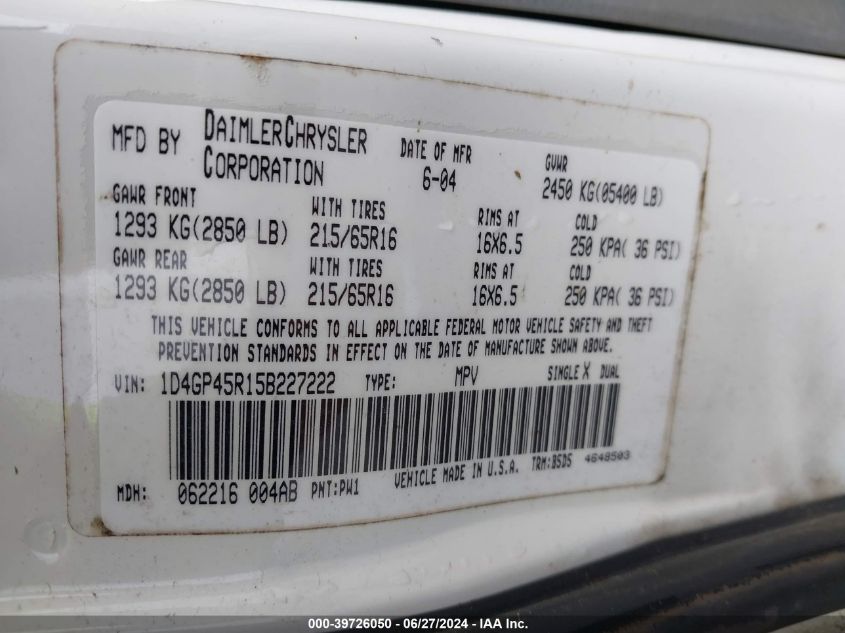 MFD BY DAIMLERCHRYSLER CORPORATION DATE OF MFR 6-04 GVWR 2450 KG(05400 LB)
GAWR FRONT WITH TIRES RIMS AT COLD
1293 KG(2850 LB) 215/65R16 16X6.5 250 KPA( 36 PSI)
GAWR REAR WITH TIRES RIMS AT COLD
1293 KG(2850 LB) 215/65R16 16X6.5 250 KPA( 36 PSI)
THIS VEHICLE CONFORMS TO ALL APPLICABLE FEDERAL MOTOR VEHICLE SAFETY AND THEFT
PREVENTION STANDARDS IN EFFECT ON THE DATE OF MANUFACTURE SHOWN ABOVE.
VIN: 1D4GP45R15B227222 TYPE: MPV SINGLE X DUAL
MDH: 062216 004AB PNT:PW1 VEHICLE MADE IN U.S.A. TRM:BSD5 4648503
000-39726050 - 06/27/2024 - IAAI Inc.